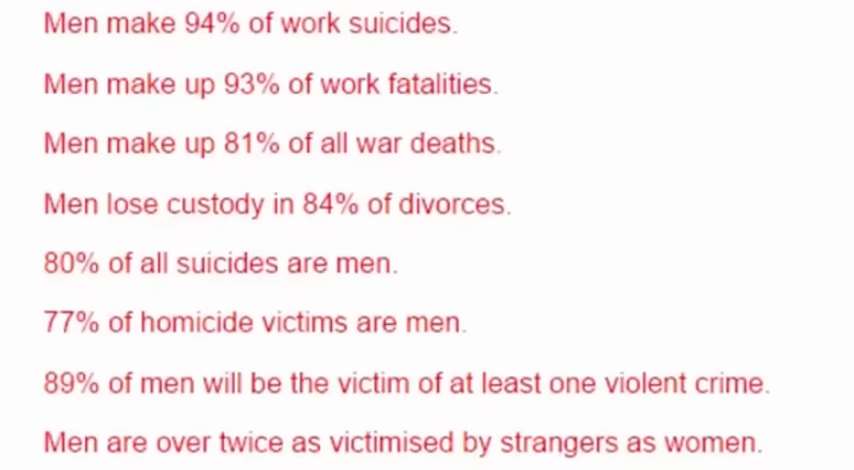 Men make 94% of work suicides.
Men make up 93% of work fatalities.
Men make up 81% of all war deaths.
Men lose custody in 84% of divorces.
80% of all suicides are men.
77% of homicide victims are men.
89% of men will be the victim of at least one violent crime.
Men are over twice as victimised by strangers as women.